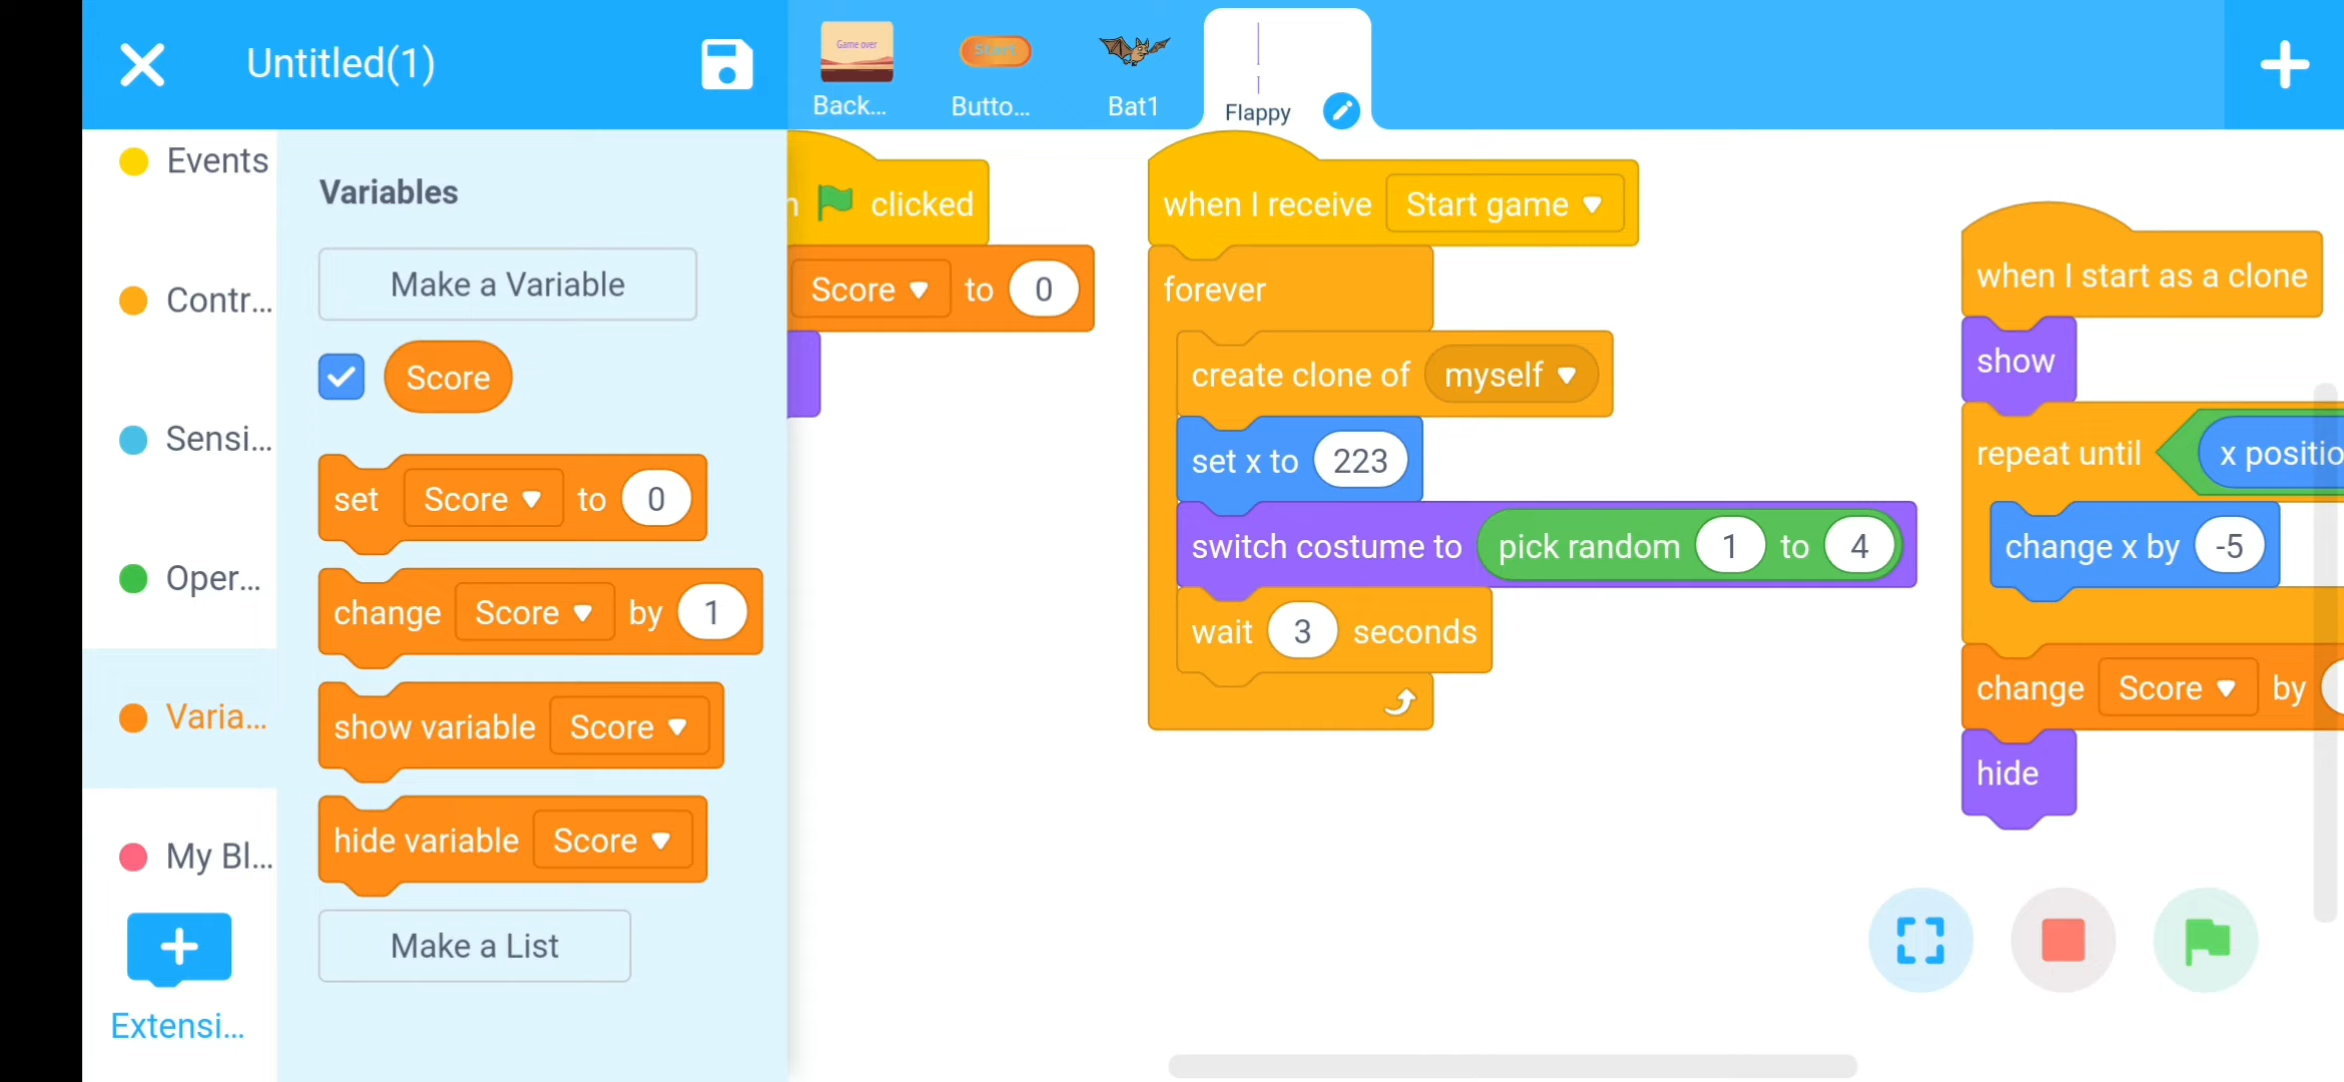 Untitled(1)
Game over
Start
Back...
Butto...
Bat1
Flappy
Events
Contr...
Sensi...
Oper...
Varia...
My Bl...
Extensi...
Variables
Make a Variable
Score
set Score to 0
change Score by 1
show variable Score
hide variable Score
Make a List
clicked
Score to 0
when I receive Start game
forever
create clone of myself
set x to 223
switch costume to pick random 1 to 4
wait 3 seconds
when I start as a clone
show
repeat until x positio
change x by -5
change Score by
hide